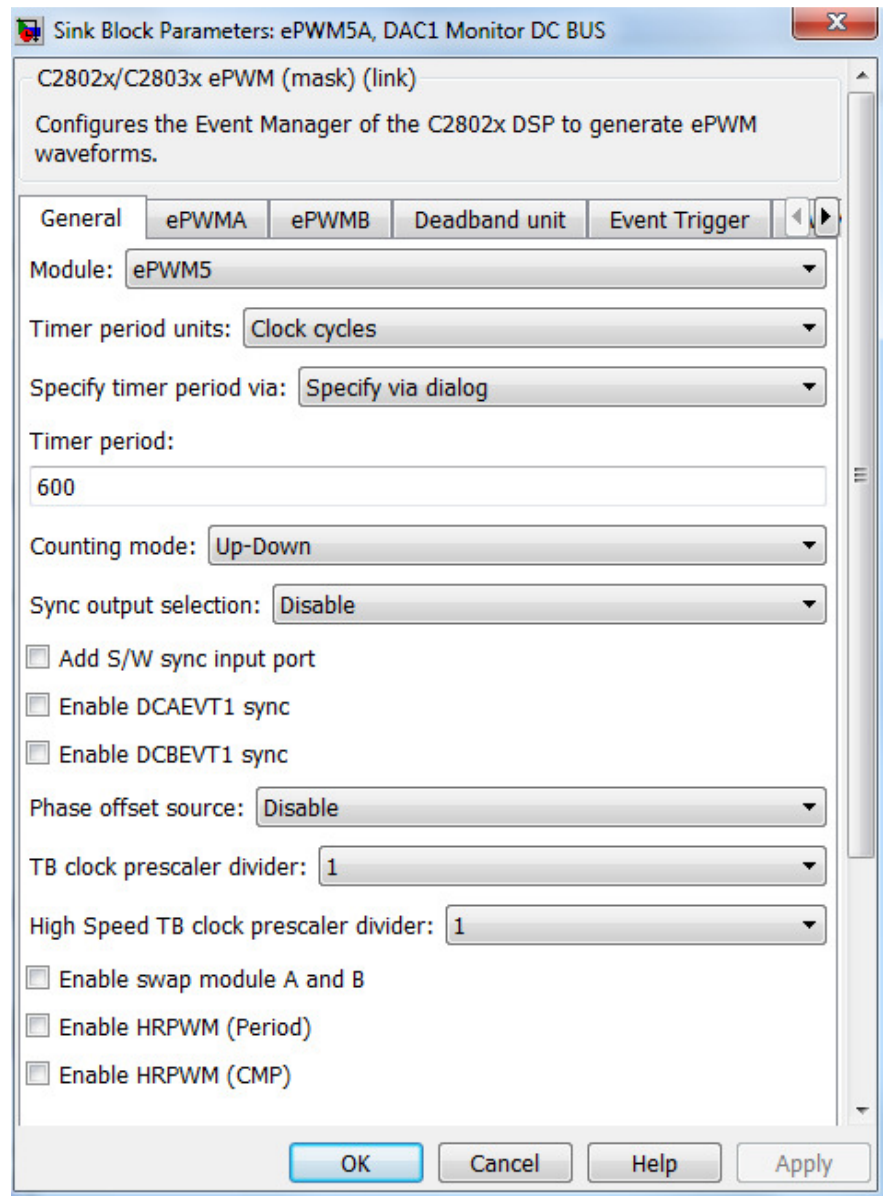 Sink Block Parameters: ePWM5A, DAC1 Monitor DC BUS
C2802x/C2803x ePWM (mask) (link)
Configures the Event Manager of the C2802x DSP to generate ePWM
waveforms.
General ePWMA ePWMB Deadband unit Event Trigger
Module: ePWM5
Timer period units: Clock cycles
Specify timer period via: Specify via dialog
Timer period:
600
Counting mode: Up-Down
Sync output selection: Disable
Add S/W sync input port
Enable DCAEVT1 sync
Enable DCBEVT1 sync
Phase offset source: Disable
TB clock prescaler divider: 1
High Speed TB clock prescaler divider: 1
Enable swap module A and B
Enable HRPWM (Period)
Enable HRPWM (CMP)
OK Cancel Help Apply